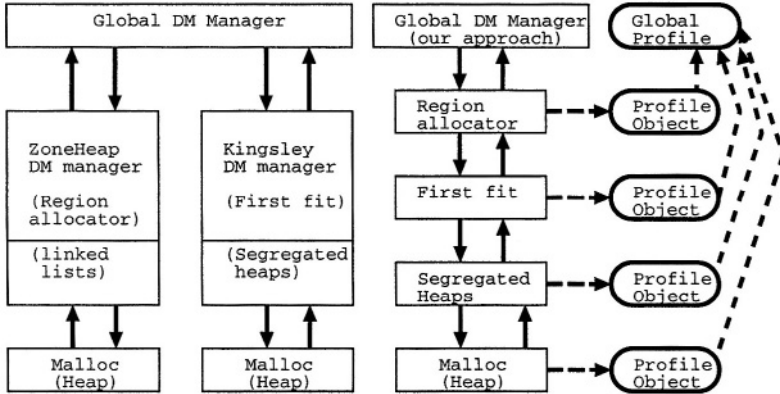 Global DM Manager
ZoneHeap
DM manager
(Region
allocator)
(linked
lists)
Malloc
(Heap)
Kingsley
DM manager
(First fit)
(Segregated
heaps)
Malloc
(Heap)
Global DM Manager
(our approach)
Region
allocator
First fit
Segregated
Heaps
Malloc
(Heap)
Global
Profile
Profile
Object
Profile
Object
Profile
Object
Profile
Object